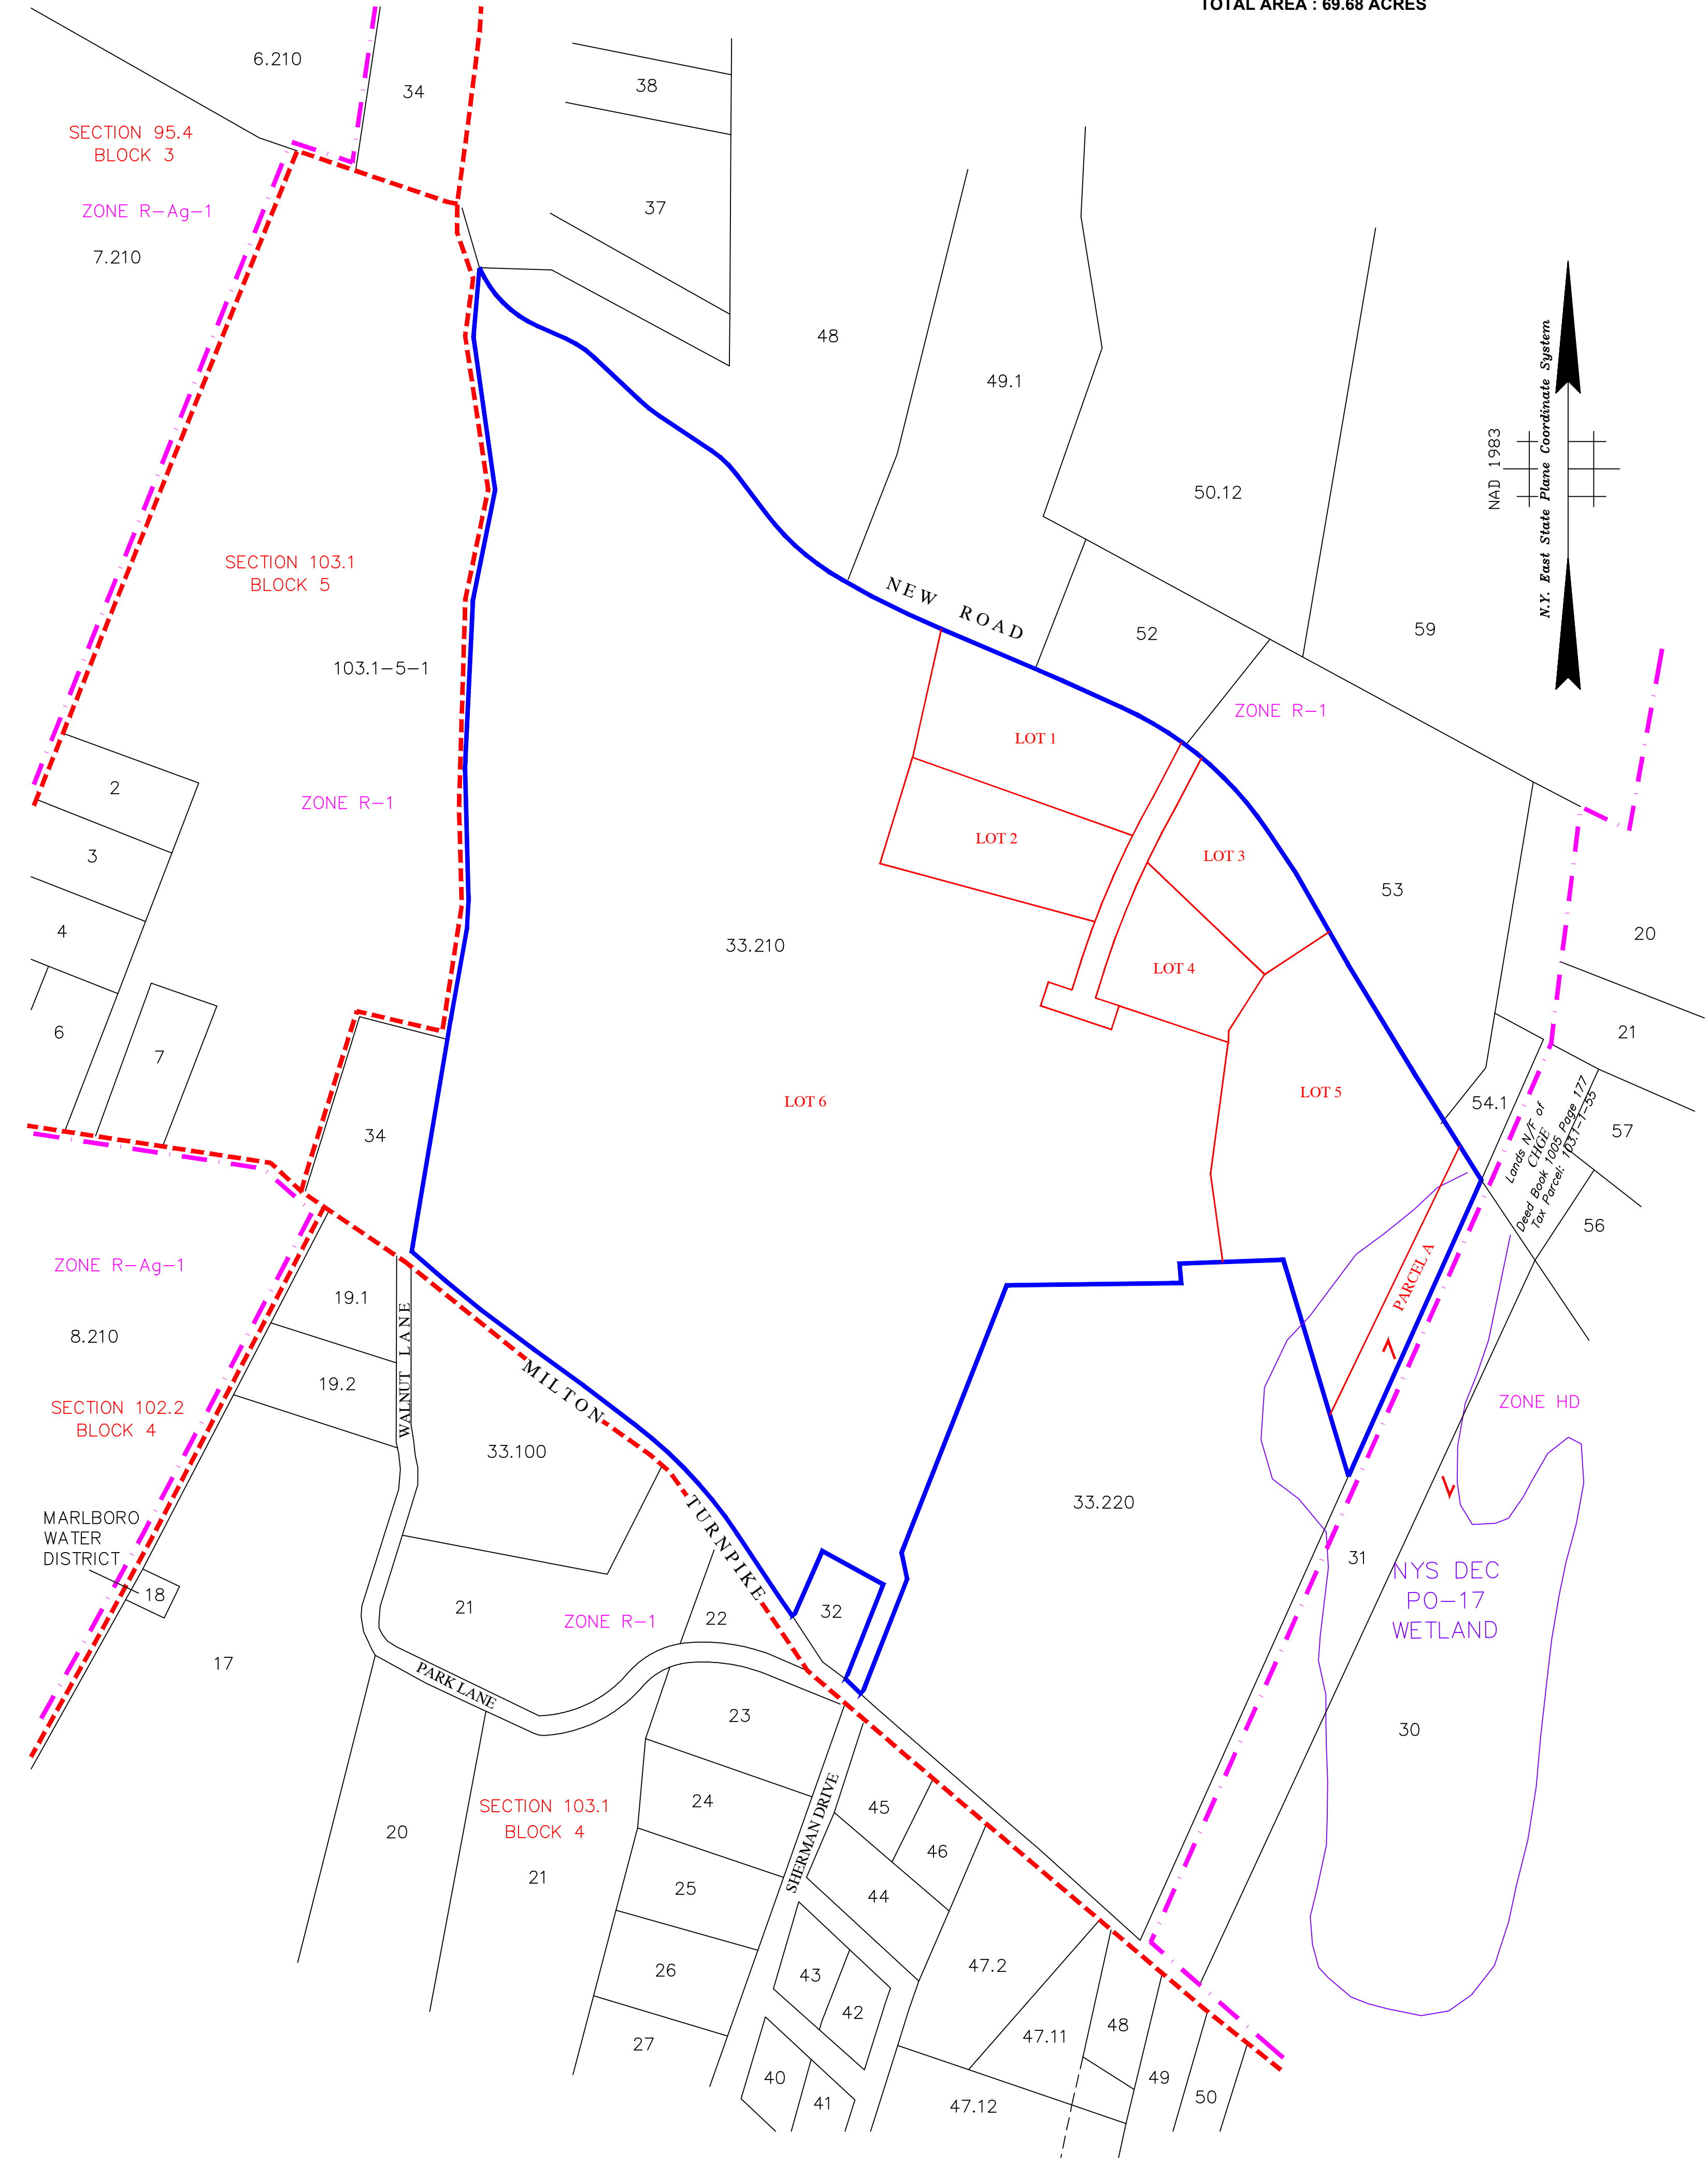 TOTAL AREA : 69.68 ACRES
6.210
34
38
SECTION 95.4
BLOCK 3
ZONE R-Ag-1
7.210
37
48
49.1
50.12
NAD 1983
N.Y. East State Plane Coordinate System
SECTION 103.1
BLOCK 5
NEW ROAD
52
59
103.1-5-1
ZONE R-1
LOT 1
2
ZONE R-1
LOT 2
3
LOT 3
53
4
33.210
20
LOT 4
6
7
21
LOT 6
LOT 5
54.1
Lands N/F of
CHGE
Deed Book 1005 Page 177
Tax Parcel: 103.1-1-55
57
34
56
ZONE R-Ag-1
PARCEL A
19.1
WALNUT LANE
8.210
19.2
MILTON
TURNPIKE
SECTION 102.2
BLOCK 4
ZONE HD
33.100
33.220
MARLBORO
WATER
DISTRICT
18
31
NYS DEC
PO-17
WETLAND
21
ZONE R-1
22
32
17
PARK LANE
23
30
24
SECTION 103.1
BLOCK 4
20
21
SHERMAN DRIVE
45
46
25
44
26
43
42
47.2
27
47.11
48
40
41
47.12
49
50